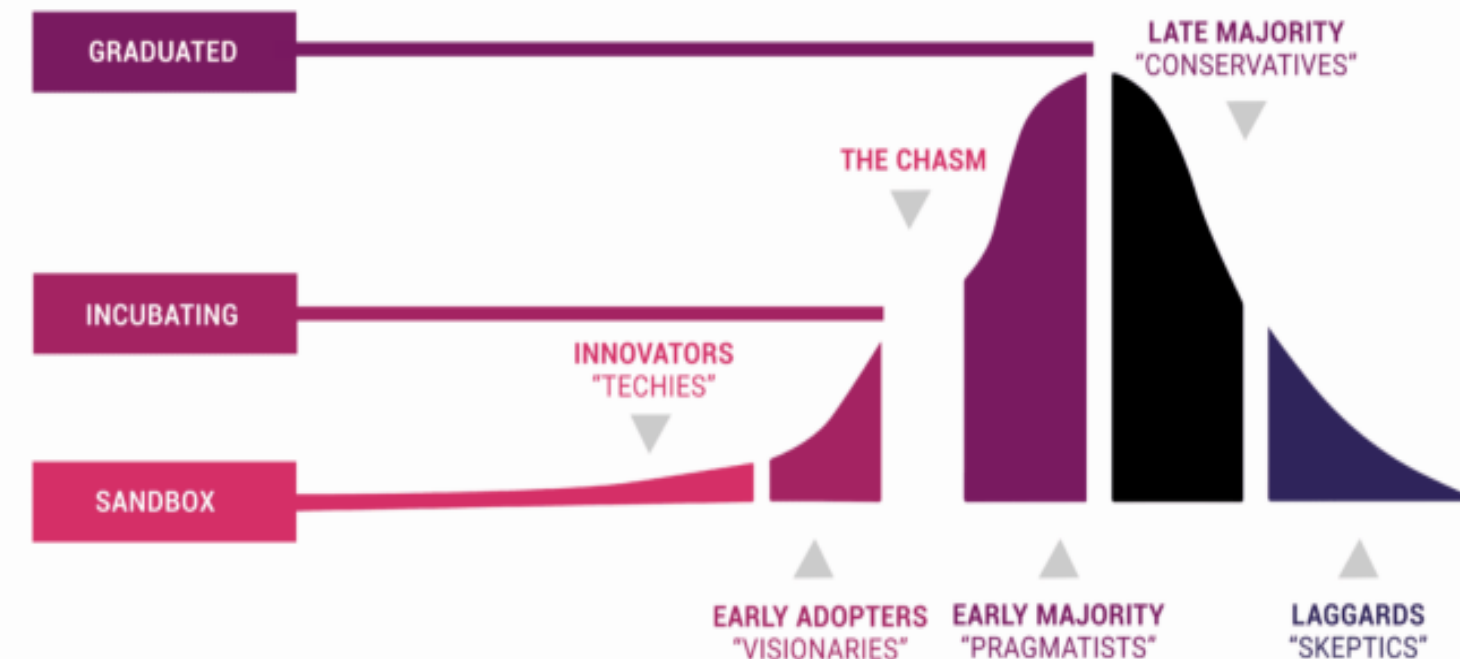 GRADUATED
LATE MAJORITY
"CONSERVATIVES"
THE CHASM
INCUBATING
INNOVATORS
"TECHIES"
SANDBOX
EARLY ADOPTERS
"VISIONARIES"
EARLY MAJORITY
"PRAGMATISTS"
LAGGARDS
"SKEPTICS"